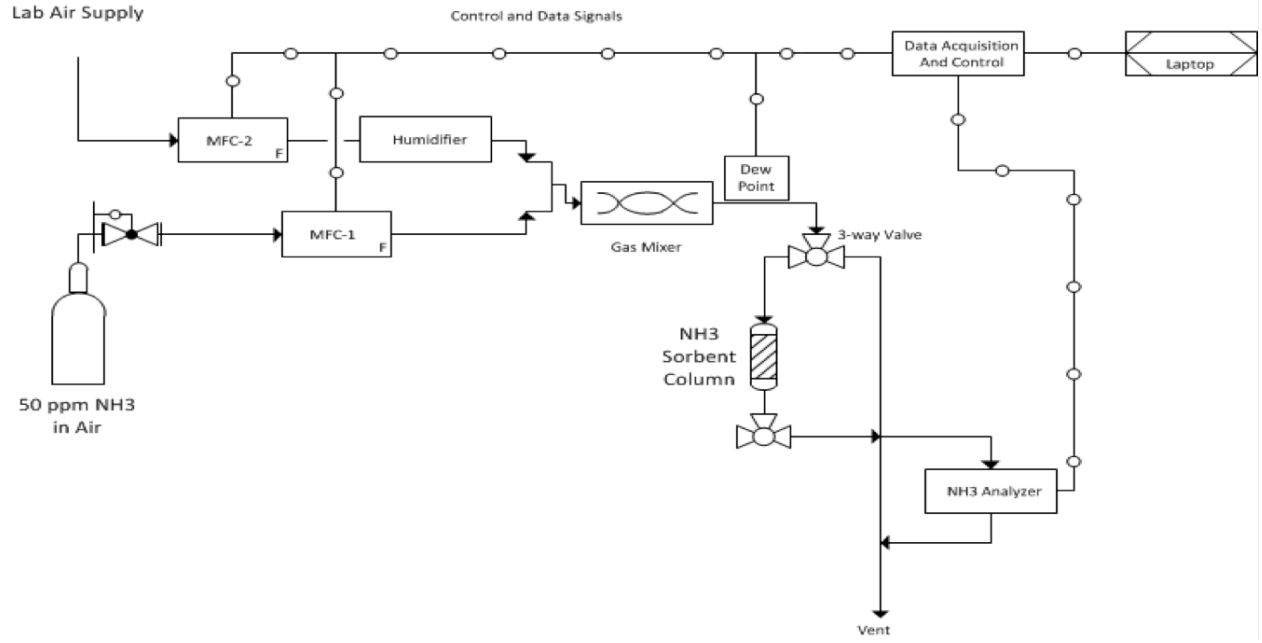 Lab Air Supply
Control and Data Signals
Data Acquisition
And Control
Laptop
MFC-2
F
Humidifier
Dew
Point
MFC-1
F
Gas Mixer
3-way Valve
NH3
Sorbent
Column
50 ppm NH3
in Air
NH3 Analyzer
Vent